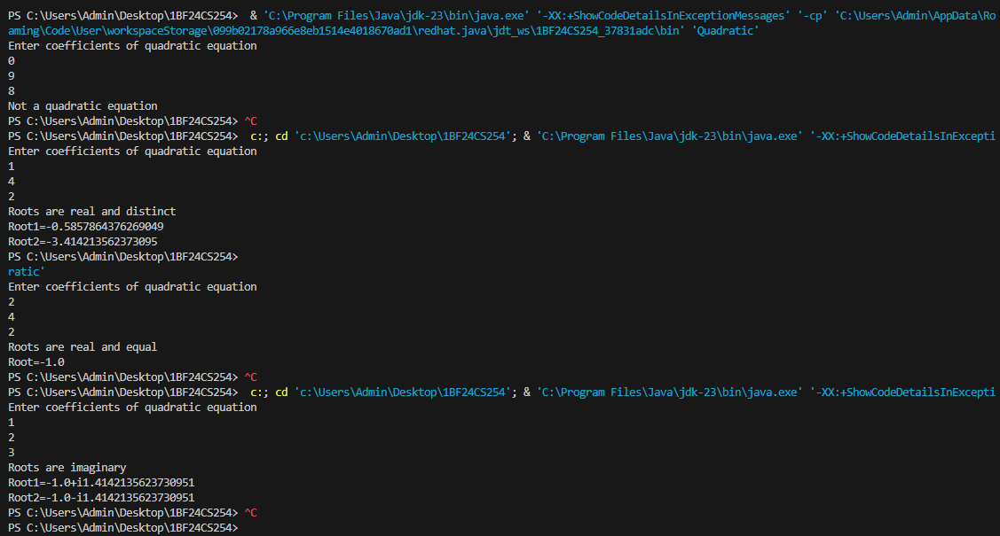 PS C:\Users\Admin\Desktop\1BF24CS254>  & 'C:\Program Files\Java\jdk-23\bin\java.exe' '-XX:+ShowCodeDetailsInExceptionMessages' '-cp' 'C:\Users\Admin\AppData\Ro
aming\Code\User\workspaceStorage\099b02178a966e8eb1514e4018670ad1\redhat.java\jdt_ws\1BF24CS254_37831adc\bin' 'Quadratic'
Enter coefficients of quadratic equation
0
9
8
Not a quadratic equation
PS C:\Users\Admin\Desktop\1BF24CS254> ^C
PS C:\Users\Admin\Desktop\1BF24CS254>  c:; cd 'c:\Users\Admin\Desktop\1BF24CS254'; & 'C:\Program Files\Java\jdk-23\bin\java.exe' '-XX:+ShowCodeDetailsInExcepti
Enter coefficients of quadratic equation
1
4
2
Roots are real and distinct
Root1=-0.5857864376269049
Root2=-3.414213562373095
PS C:\Users\Admin\Desktop\1BF24CS254>
ratic'
Enter coefficients of quadratic equation
2
4
2
Roots are real and equal
Root=-1.0
PS C:\Users\Admin\Desktop\1BF24CS254> ^C
PS C:\Users\Admin\Desktop\1BF24CS254>  c:; cd 'c:\Users\Admin\Desktop\1BF24CS254'; & 'C:\Program Files\Java\jdk-23\bin\java.exe' '-XX:+ShowCodeDetailsInExcepti
Enter coefficients of quadratic equation
1
2
3
Roots are imaginary
Root1=-1.0+i1.4142135623730951
Root2=-1.0-i1.4142135623730951
PS C:\Users\Admin\Desktop\1BF24CS254> ^C
PS C:\Users\Admin\Desktop\1BF24CS254>